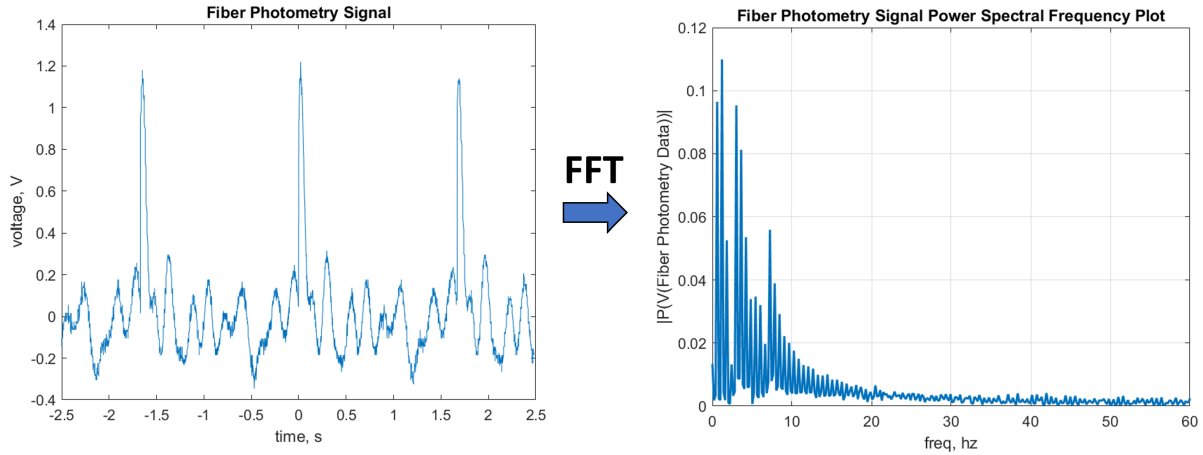 Fiber Photometry Signal
1.4
1.2
1
0.8
0.6
0.4
0.2
0
-0.2
-0.4
voltage, V
-2.5 -2 -1.5 -1 -0.5 0 0.5 1 1.5 2 2.5
time, s
FFT
Fiber Photometry Signal Power Spectral Frequency Plot
0.12
0.1
0.08
0.06
0.04
0.02
0
|P(V(Fiber Photometry Data))|
0 10 20 30 40 50 60
freq, hz